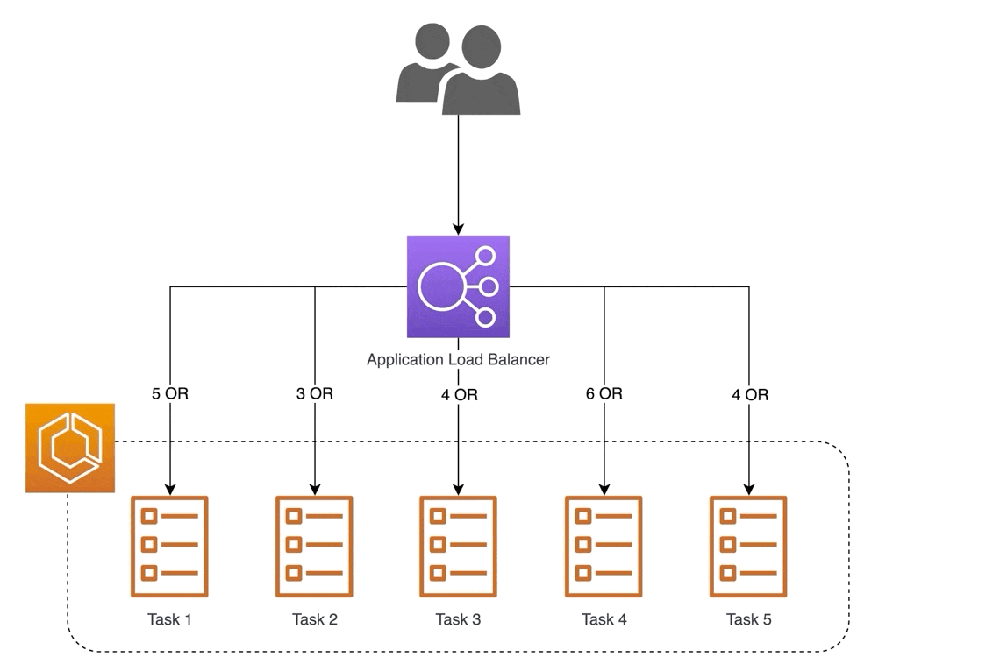 Application Load Balancer
5 OR
3 OR
4 OR
6 OR
4 OR
Task 1
Task 2
Task 3
Task 4
Task 5